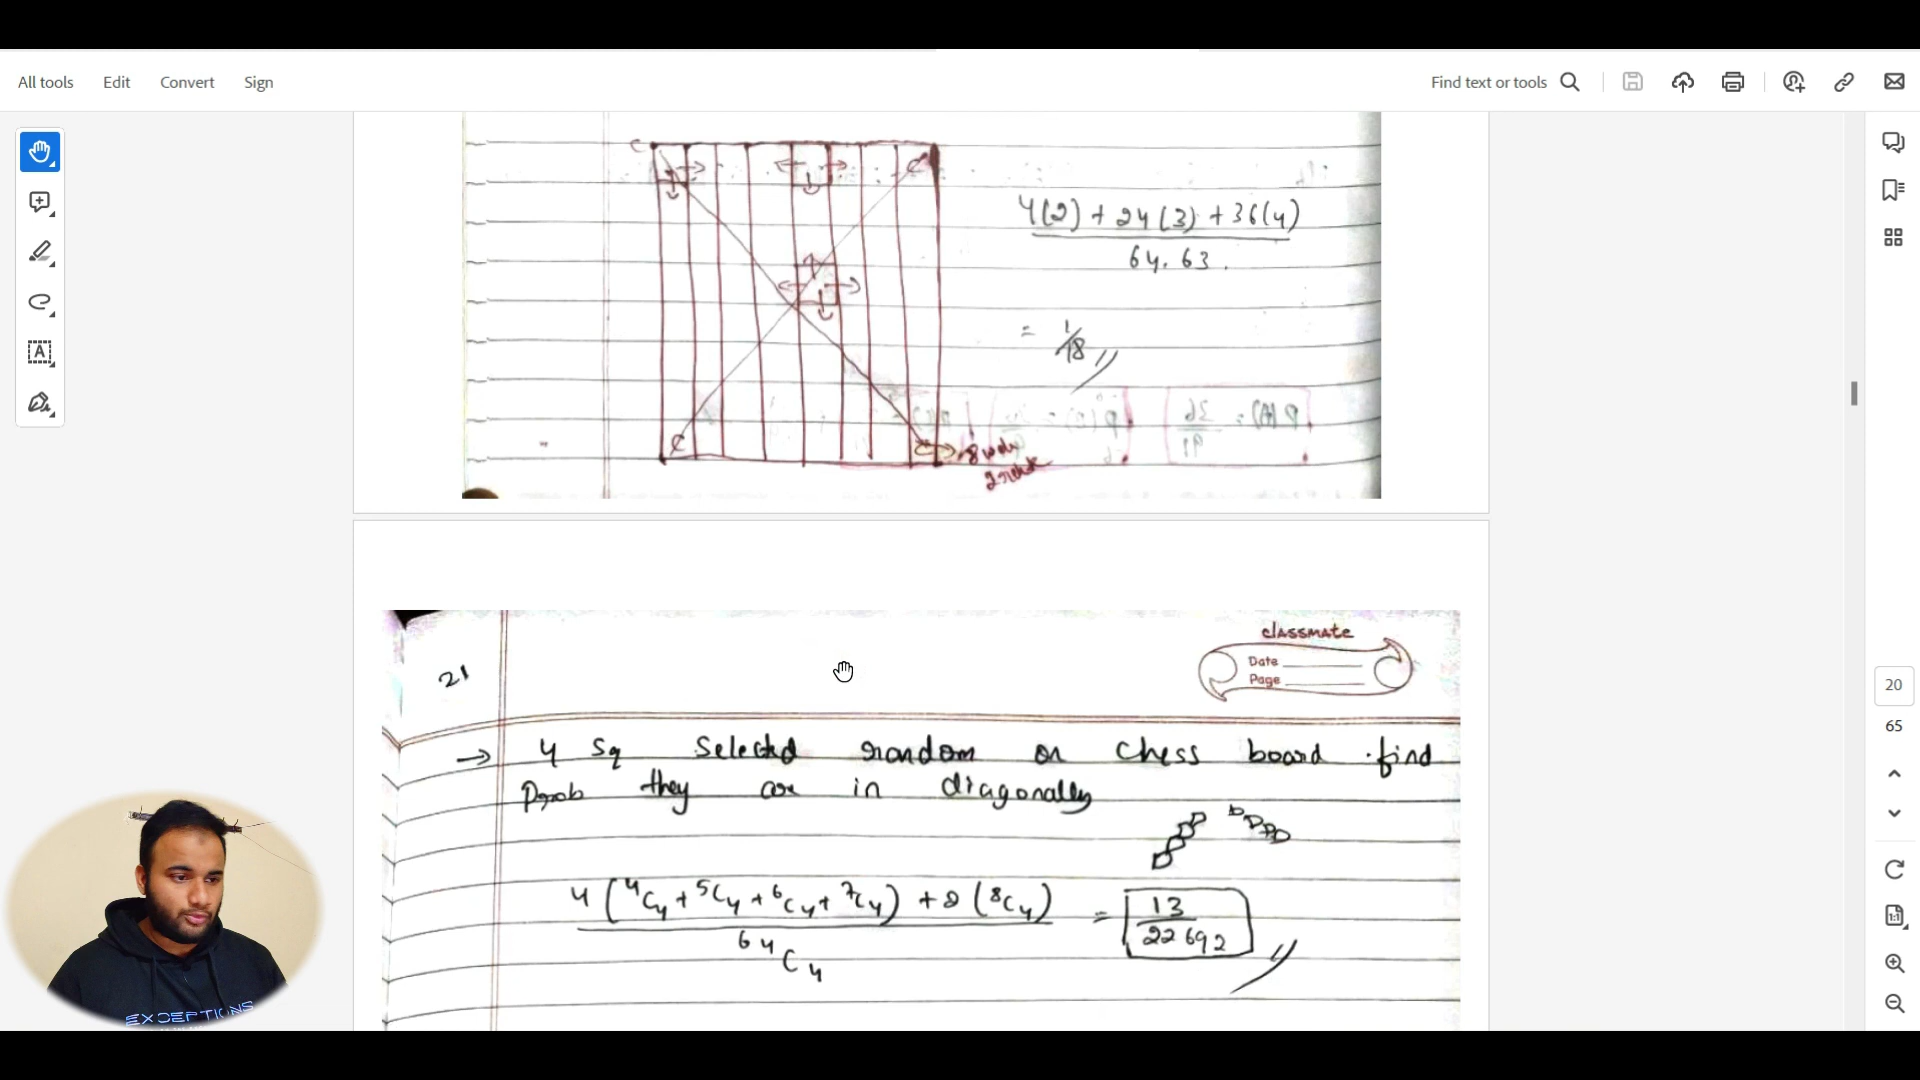 All tools Edit Convert Sign Find text or tools
4(2) + 24(3) + 36(4)
64. 63.
= 1/18
C
C
C
8 way
classmate
Date
Page
21
→ 4 Sq Selected random on Chess board .find
Prob they are in diagonally
4 (⁴C₄ + ⁵C₄ + ⁶C₄ + ⁷C₄) + 2 (⁸C₄) = 13
⁶⁴C₄ 22692
20
65
EXCEPTIONS